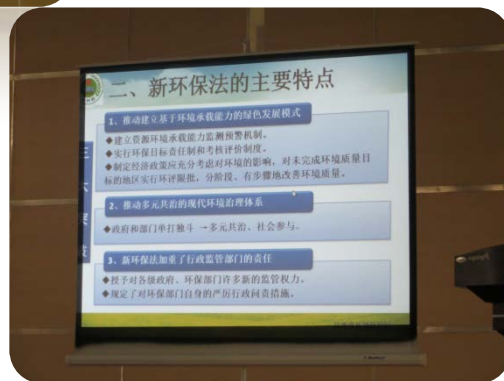 二、新环保法的主要特点
1、推动建立基于环境承载能力的绿色发展模式
◆建立资源环境承载能力监测预警机制。
◆实行环保目标责任制和考核评价制度。
◆制定经济政策应充分考虑对环境的影响，对未完成环境质量目
标的地区实行环评限批，分阶段、有步骤地改善环境质量。
2、推动多元共治的现代环境治理体系
◆政府和部门单打独斗 →多元共治、社会参与。
3、新环保法加重了行政监管部门的责任
◆授予对各级政府、环保部门许多新的监管权力。
◆规定了对环保部门自身的严厉行政问责措施。
三
大
突
破